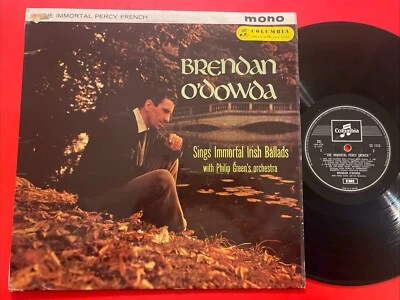 THE IMMORTAL PERCY FRENCH
mono
COLUMBIA
BRENDAN
O'DOWDA
Sings Immortal Irish Ballads
with Philip Green's orchestra
Columbia
"THE IMMORTAL PERCY FRENCH"
BRENDAN O'DOWDA
EMI